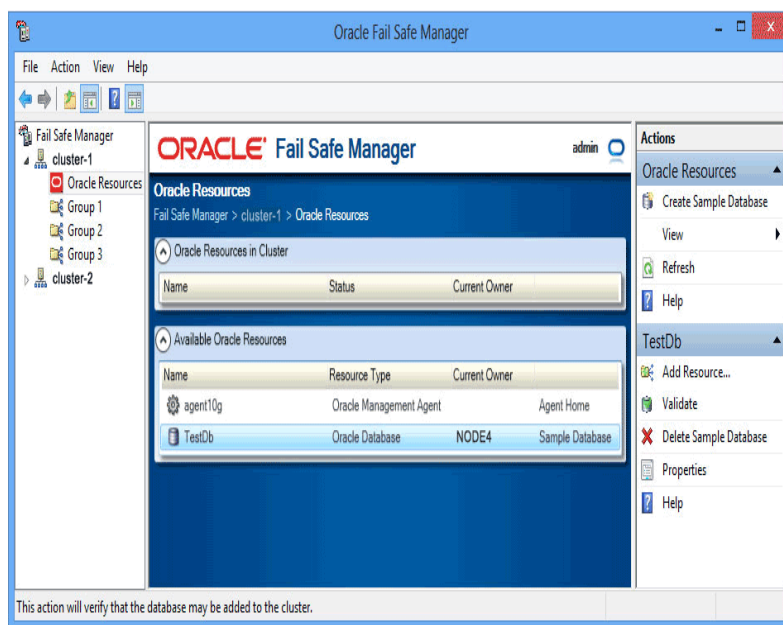 Oracle Fail Safe Manager
File Action View Help
Fail Safe Manager
cluster-1
Oracle Resources
Group 1
Group 2
Group 3
cluster-2
ORACLE Fail Safe Manager
admin
Oracle Resources
Fail Safe Manager > cluster-1 > Oracle Resources
Oracle Resources in Cluster
Name Status Current Owner
Available Oracle Resources
Name Resource Type Current Owner
agent10g Oracle Management Agent Agent Home
TestDb Oracle Database NODE4 Sample Database
Actions
Oracle Resources
Create Sample Database
View
Refresh
Help
TestDb
Add Resource...
Validate
Delete Sample Database
Properties
Help
This action will verify that the database may be added to the cluster.